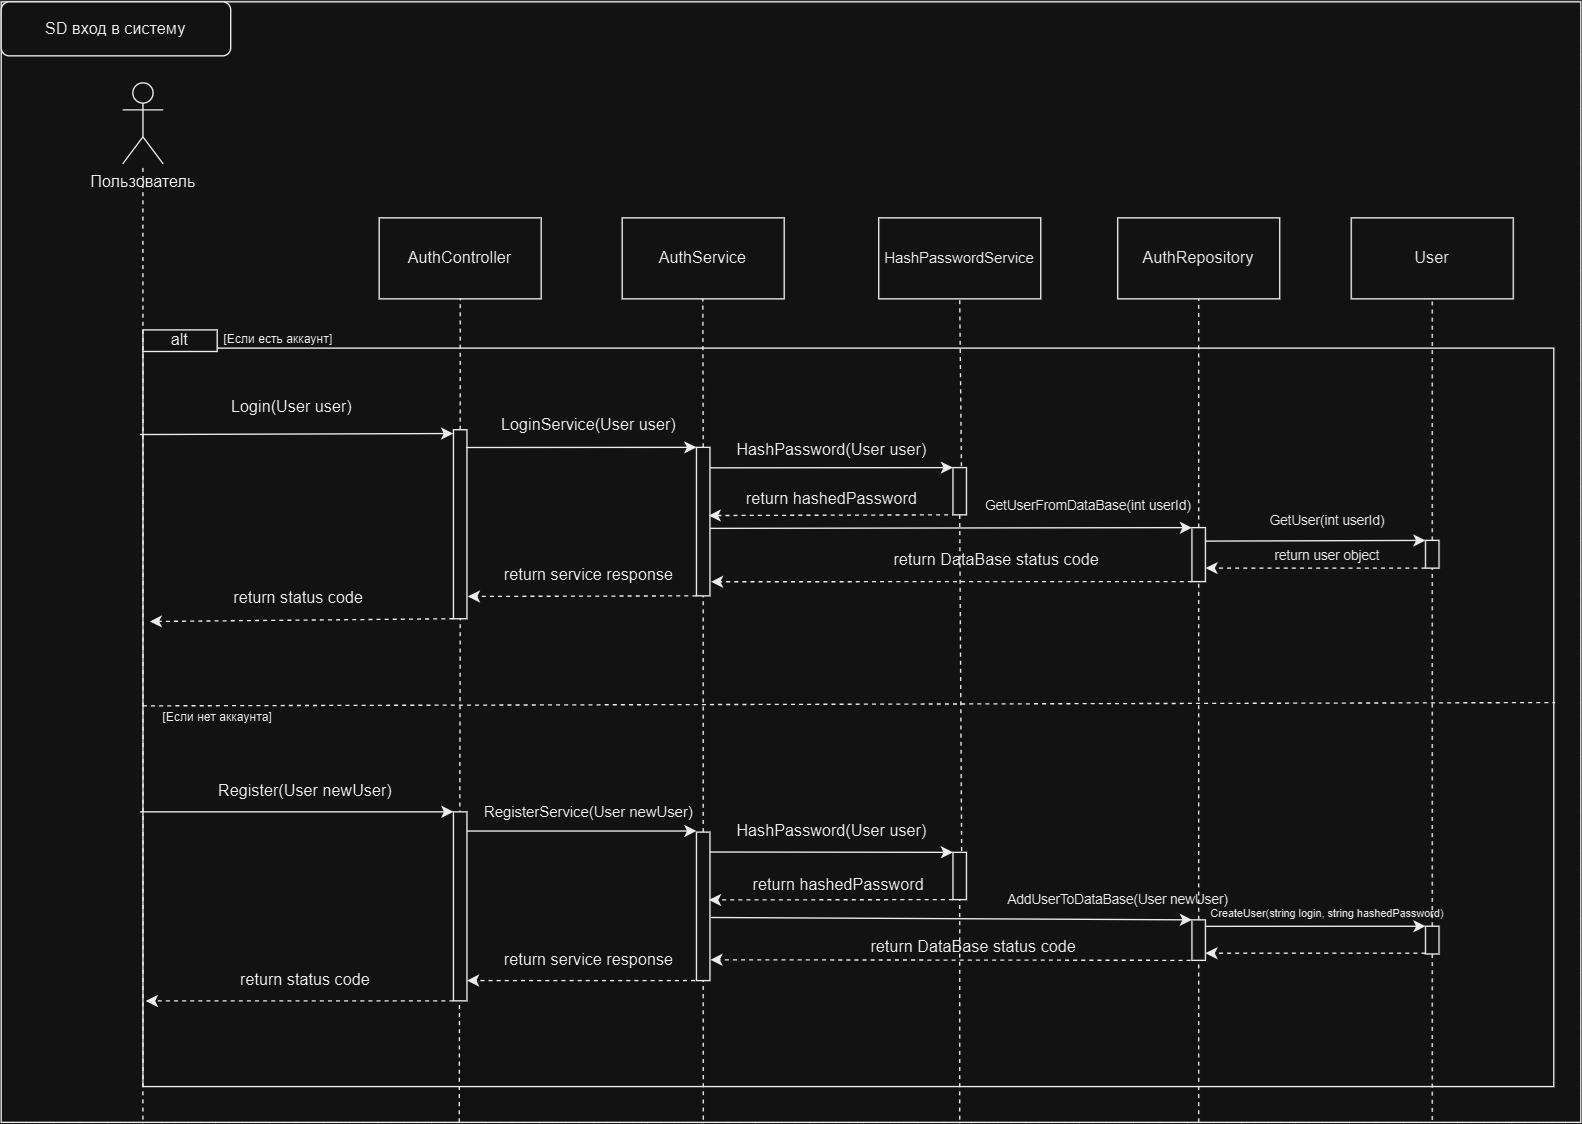 SD вход в систему
Пользователь
AuthController
AuthService
HashPasswordService
AuthRepository
User
alt
[Если есть аккаунт]
Login(User user)
LoginService(User user)
HashPassword(User user)
return hashedPassword
GetUserFromDataBase(int userId)
GetUser(int userId)
return user object
return DataBase status code
return service response
return status code
[Если нет аккаунта]
Register(User newUser)
RegisterService(User newUser)
HashPassword(User user)
return hashedPassword
AddUserToDataBase(User newUser)
CreateUser(string login, string hashedPassword)
return DataBase status code
return service response
return status code